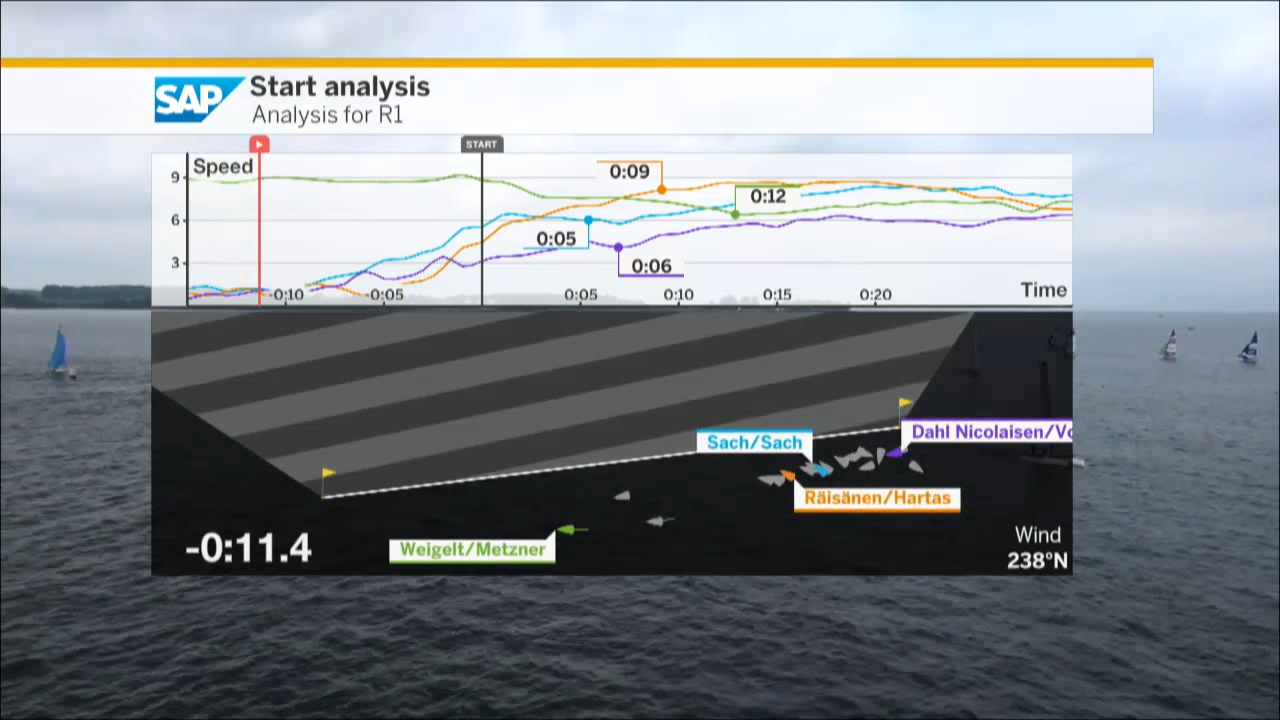 SAP
Start analysis
Analysis for R1
START
Speed
9
6
3
0:09
0:12
0:05
0:06
-0:10
-0:05
0:05
0:10
0:15
0:20
Time
Sach/Sach
Dahl Nicolaisen/Vo
Räisänen/Hartas
Weigelt/Metzner
-0:11.4
Wind
238°N